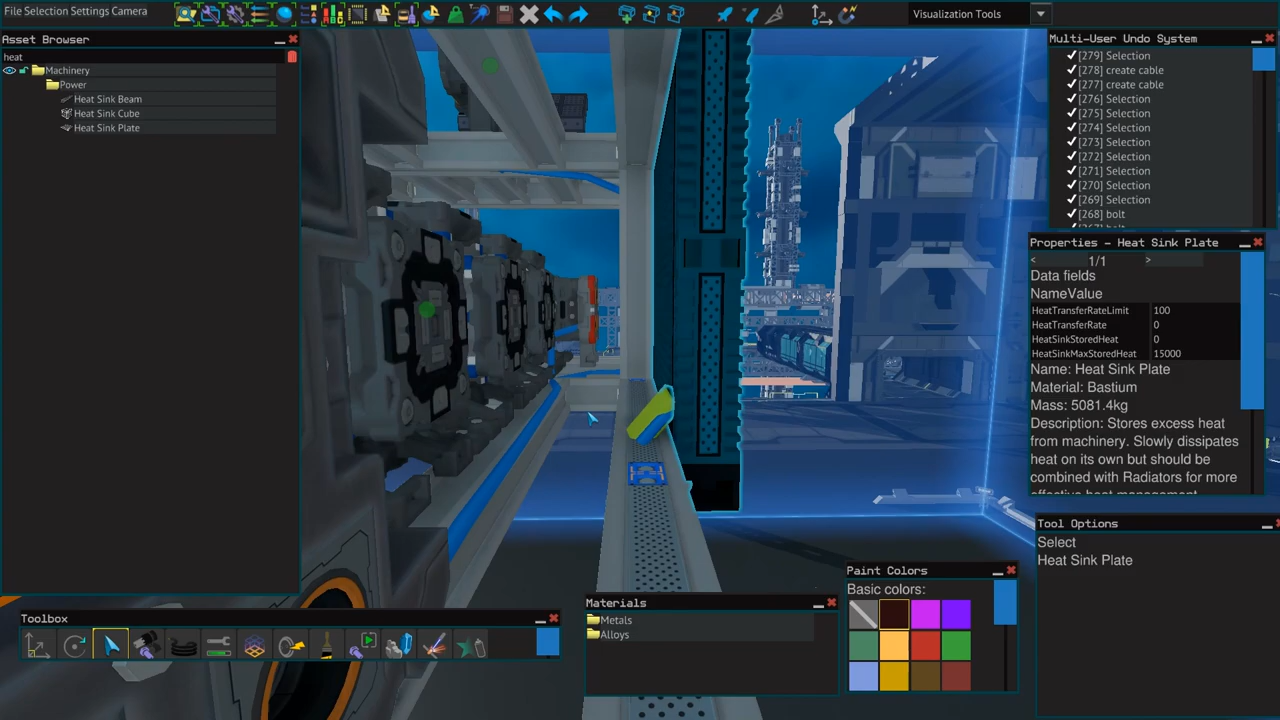 File Selection Settings Camera
Visualization Tools
Asset Browser
heat
Machinery
Power
Heat Sink Beam
Heat Sink Cube
Heat Sink Plate
Multi-User Undo System
[279] Selection
[278] create cable
[277] create cable
[276] Selection
[275] Selection
[274] Selection
[273] Selection
[272] Selection
[271] Selection
[270] Selection
[269] Selection
[268] bolt
Properties - Heat Sink Plate
< 1/1 >
Data fields
NameValue
HeatTransferRateLimit 100
HeatTransferRate 0
HeatSinkStoredHeat 0
HeatSinkMaxStoredHeat 15000
Name: Heat Sink Plate
Material: Bastium
Mass: 5081.4kg
Description: Stores excess heat
from machinery. Slowly dissipates
heat on its own but should be
combined with Radiators for more
effective heat management
Tool Options
Select
Heat Sink Plate
Paint Colors
Basic colors:
Materials
Metals
Alloys
Toolbox